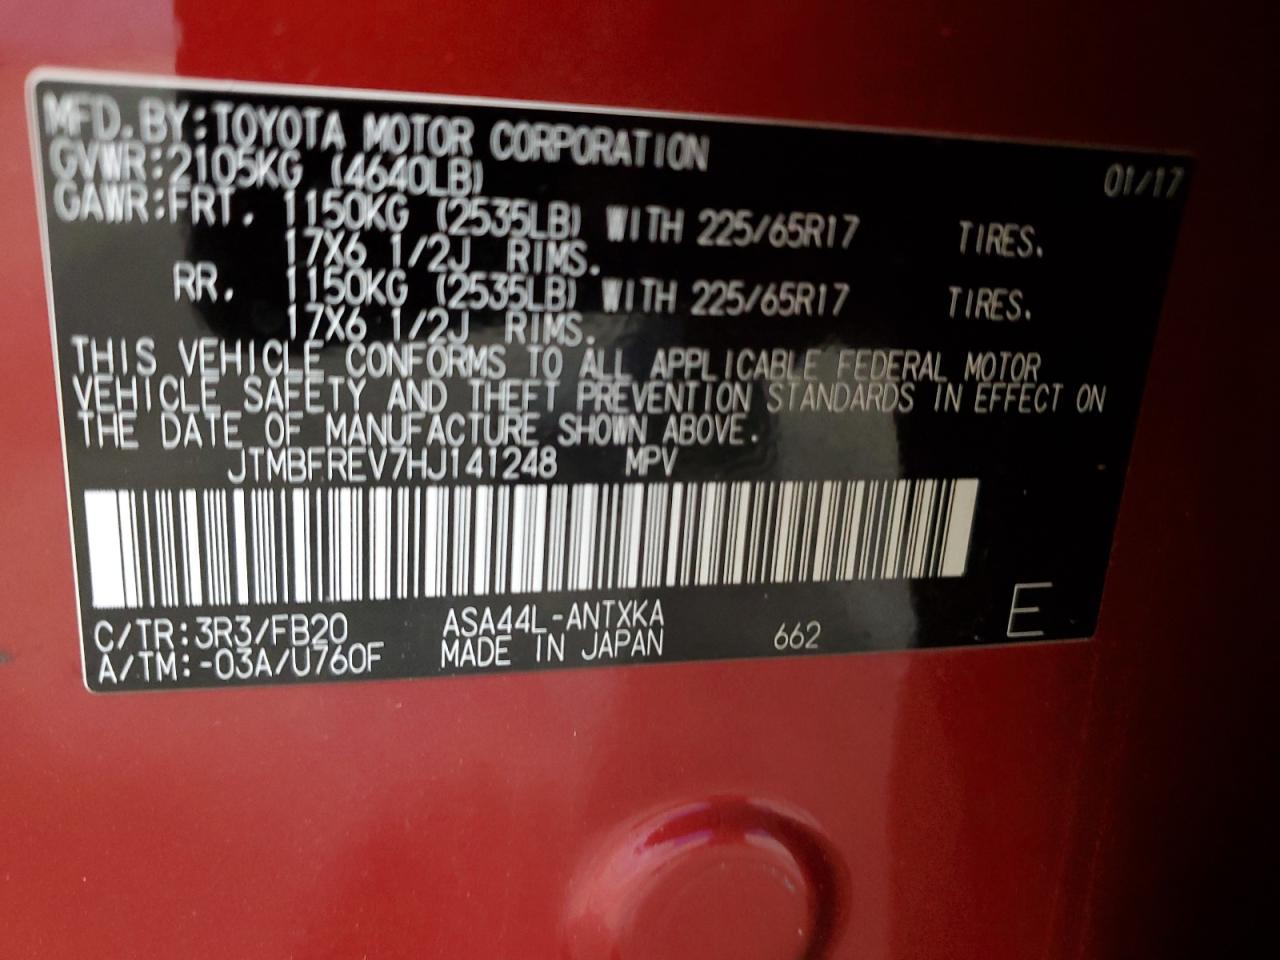 MFD.BY:TOYOTA MOTOR CORPORATION 01/17
GVWR:2105KG (4640LB)
GAWR:FRT. 1150KG (2535LB) WITH 225/65R17 TIRES.
17X6 1/2J RIMS.
RR. 1150KG (2535LB) WITH 225/65R17 TIRES.
17X6 1/2J RIMS.
THIS VEHICLE CONFORMS TO ALL APPLICABLE FEDERAL MOTOR
VEHICLE SAFETY AND THEFT PREVENTION STANDARDS IN EFFECT ON
THE DATE OF MANUFACTURE SHOWN ABOVE.
JTMBFREV7HJ141248 MPV
C/TR:3R3/FB20 ASA44L-ANTXKA 662 E
A/TM:-03A/U760F MADE IN JAPAN